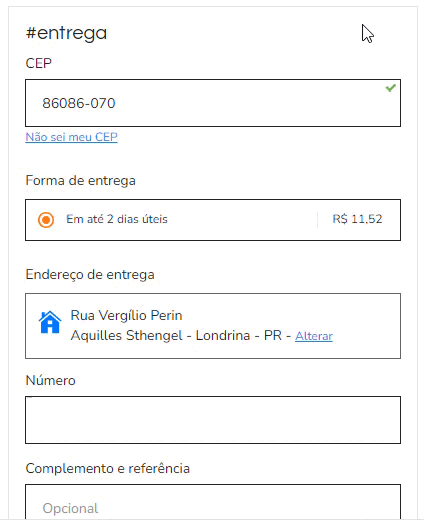 #entrega
CEP
86086-070
Não sei meu CEP
Forma de entrega
Em até 2 dias úteis R$ 11,52
Endereço de entrega
Rua Vergílio Perin
Aquilles Sthengel - Londrina - PR - Alterar
Número
Complemento e referência
Opcional